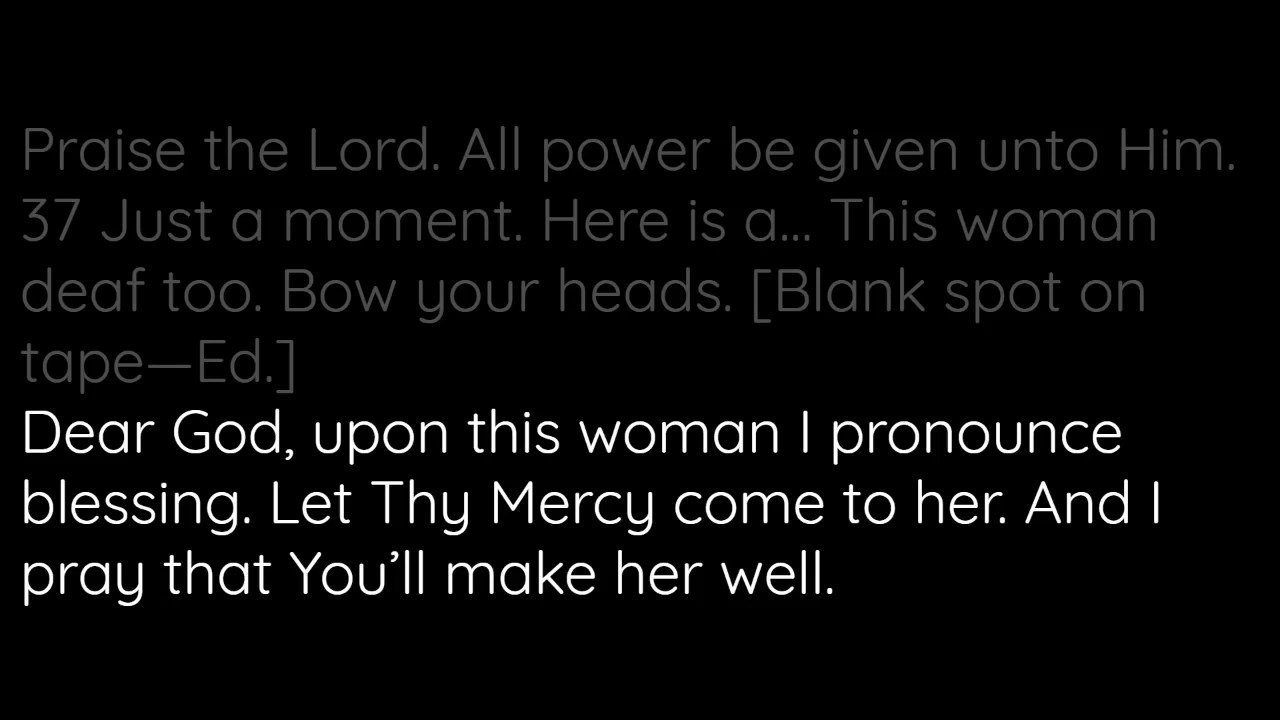 Praise the Lord. All power be given unto Him.
37 Just a moment. Here is a... This woman
deaf too. Bow your heads. [Blank spot on
tape—Ed.]
Dear God, upon this woman I pronounce
blessing. Let Thy Mercy come to her. And I
pray that You’ll make her well.